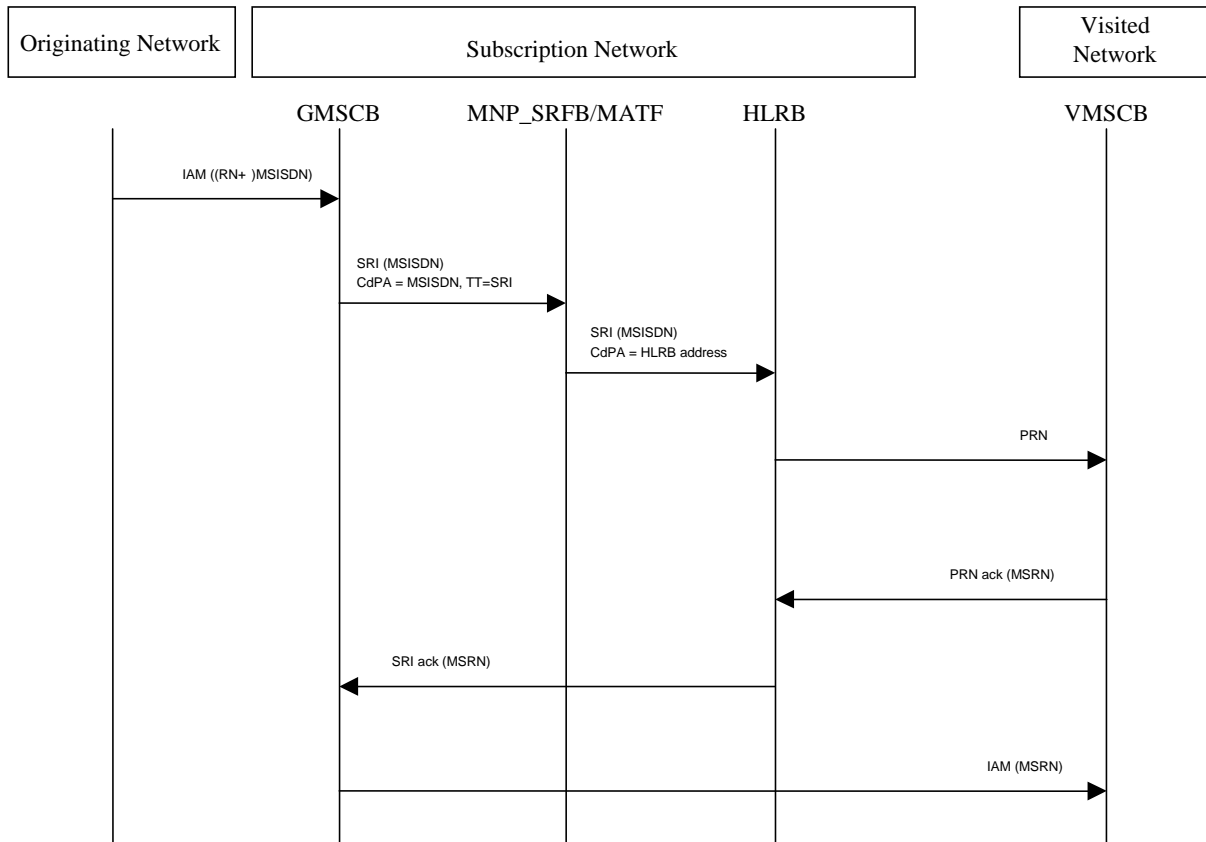 Originating Network
Subscription Network
Visited
Network
GMSCB
MNP_SRFB/MATF
HLRB
VMSCB
IAM ((RN+ )MSISDN)
SRI (MSISDN)
CdPA = MSISDN, TT=SRI
SRI (MSISDN)
CdPA = HLRB address
PRN
PRN ack (MSRN)
SRI ack (MSRN)
IAM (MSRN)